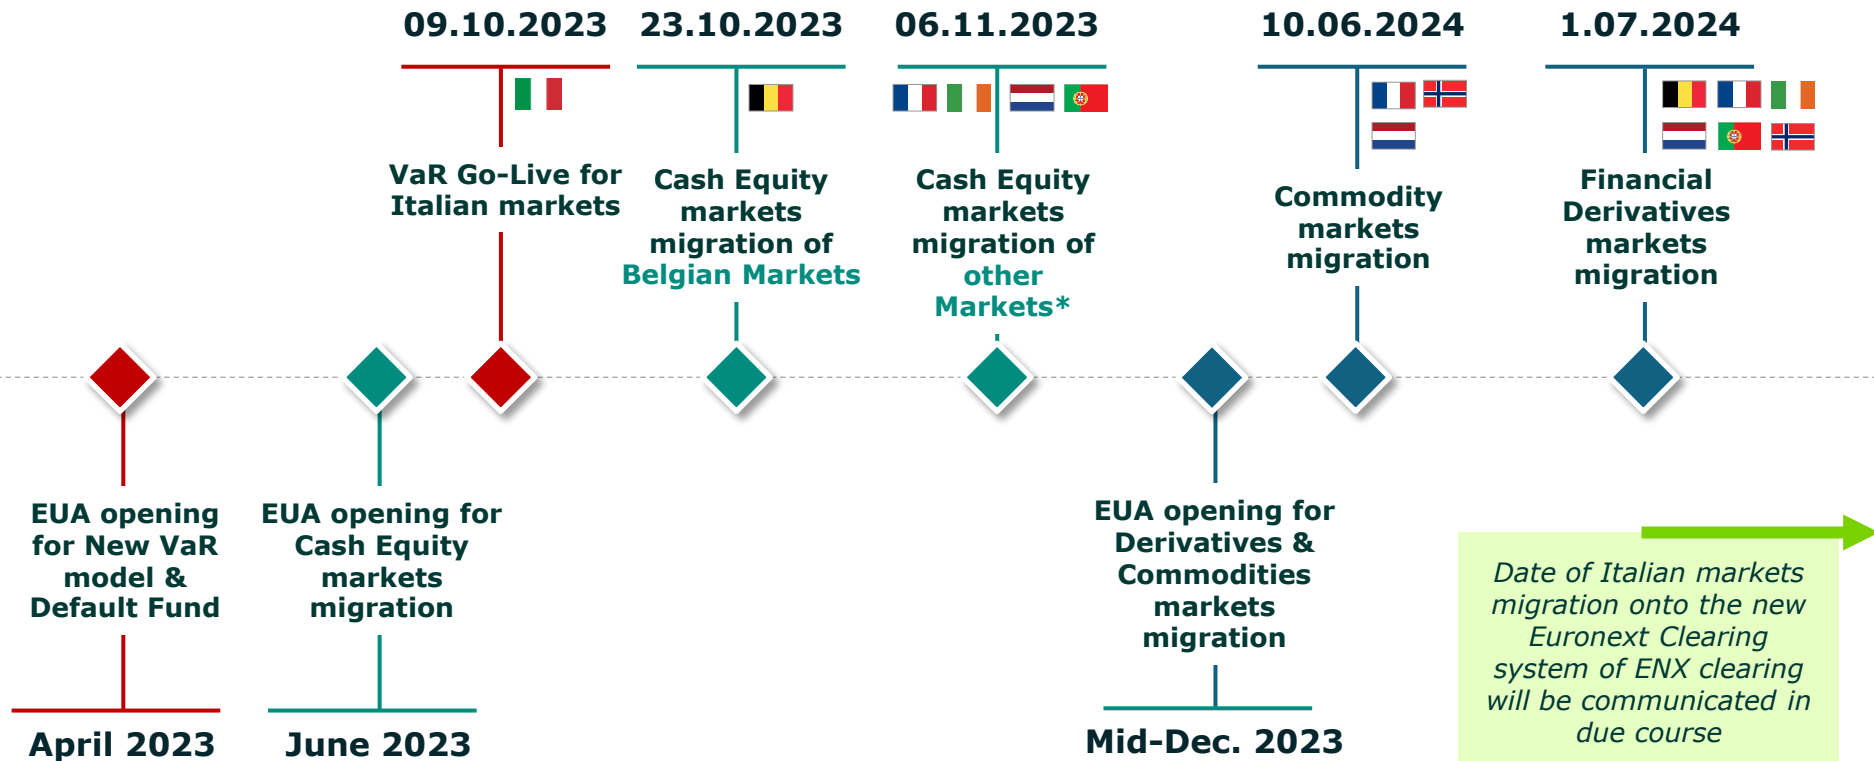 09.10.2023
VaR Go-Live for
Italian markets
23.10.2023
Cash Equity
markets
migration of
Belgian Markets
06.11.2023
Cash Equity
markets
migration of
other
Markets*
10.06.2024
Commodity
markets
migration
1.07.2024
Financial
Derivatives
markets
migration
EUA opening
for New VaR
model &
Default Fund
April 2023
EUA opening for
Cash Equity
markets
migration
June 2023
EUA opening for
Derivatives &
Commodities
markets
migration
Mid-Dec. 2023
Date of Italian markets
migration onto the new
Euronext Clearing
system of ENX clearing
will be communicated in
due course